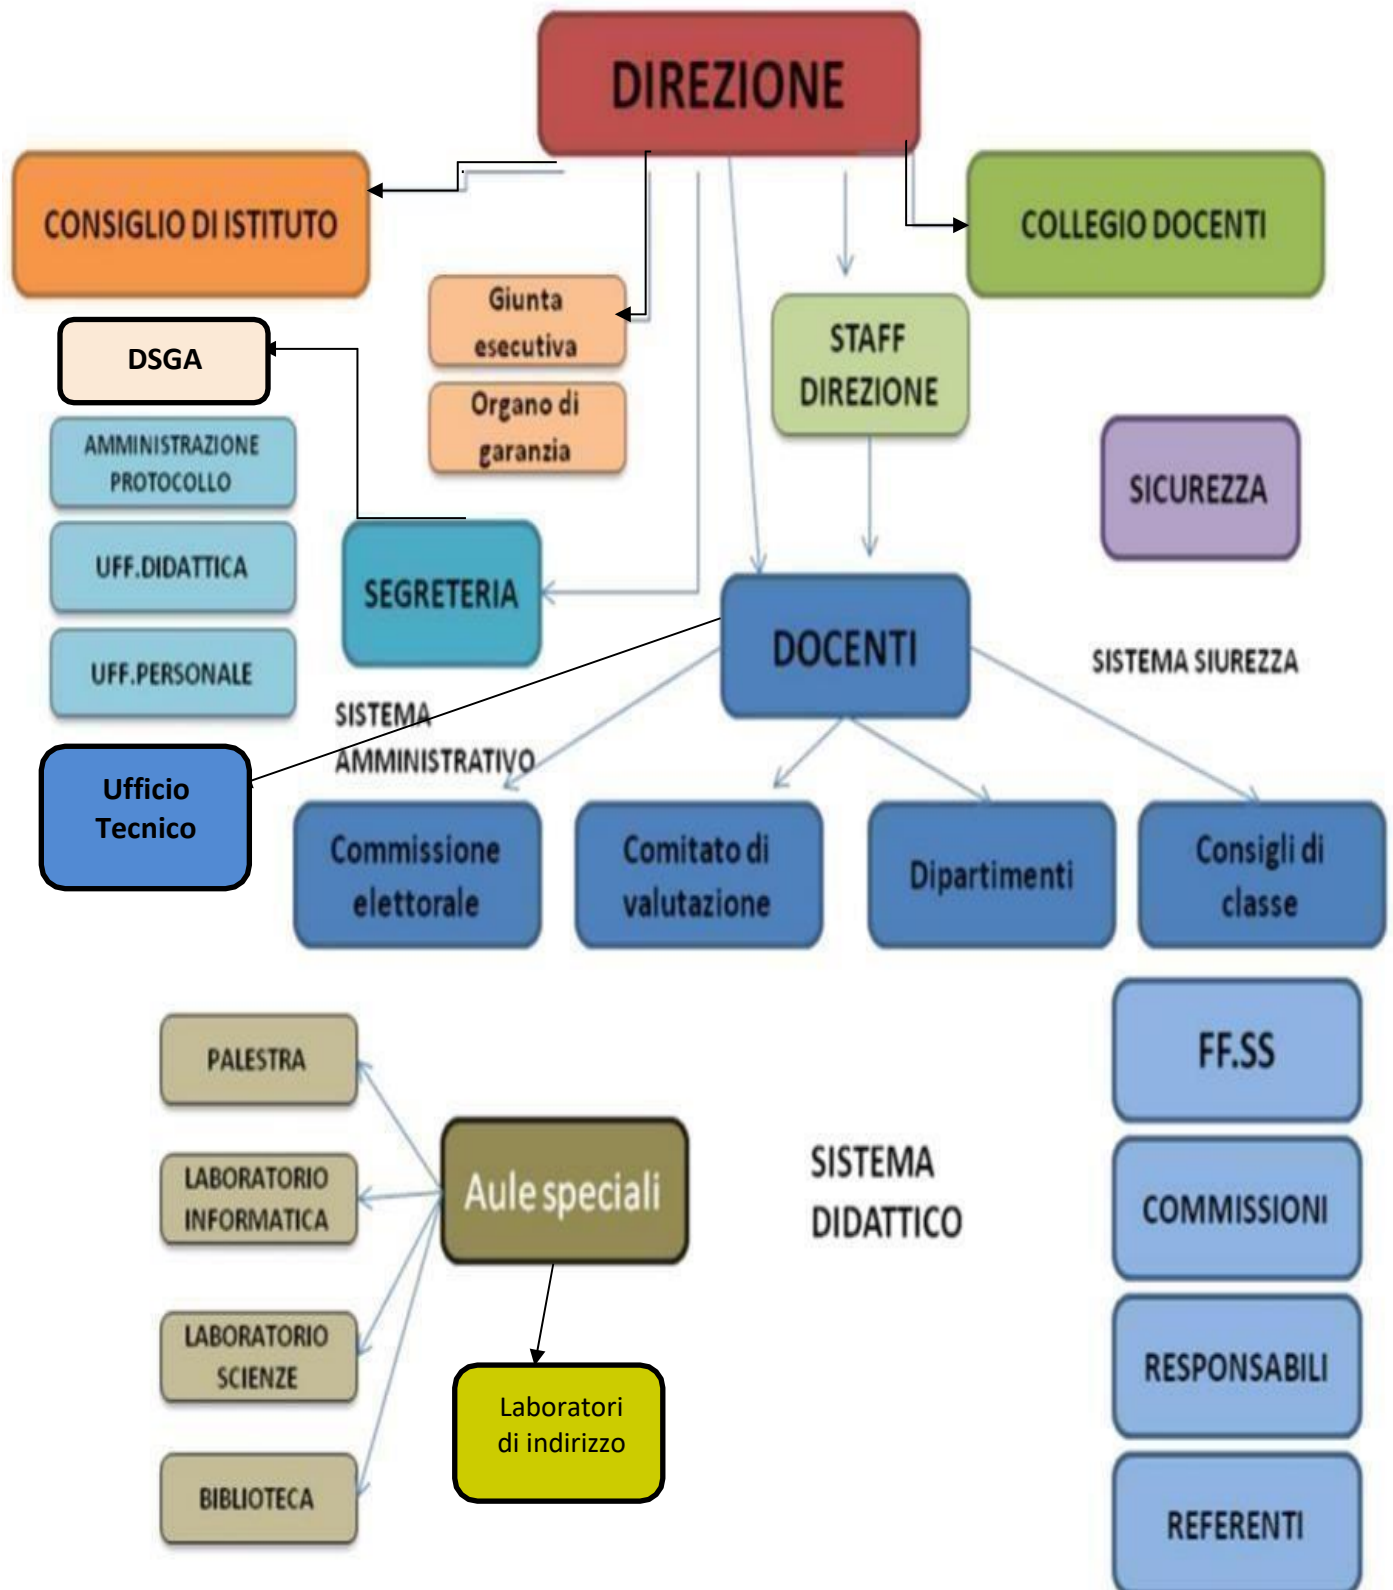 DIREZIONE
CONSIGLIO DI ISTITUTO
COLLEGIO DOCENTI
Giunta
esecutiva
STAFF
DIREZIONE
DSGA
Organo di
garanzia
AMMINISTRAZIONE
PROTOCOLLO
SICUREZZA
UFF.DIDATTICA
SEGRETERIA
DOCENTI
UFF.PERSONALE
SISTEMA SIUREZZA
SISTEMA
AMMINISTRATIVO
Ufficio
Tecnico
Commissione
elettorale
Comitato di
valutazione
Dipartimenti
Consigli di
classe
PALESTRA
LABORATORIO
INFORMATICA
LABORATORIO
SCIENZE
BIBLIOTECA
Aule speciali
Laboratori
di indirizzo
SISTEMA
DIDATTICO
FF.SS
COMMISSIONI
RESPONSABILI
REFERENTI